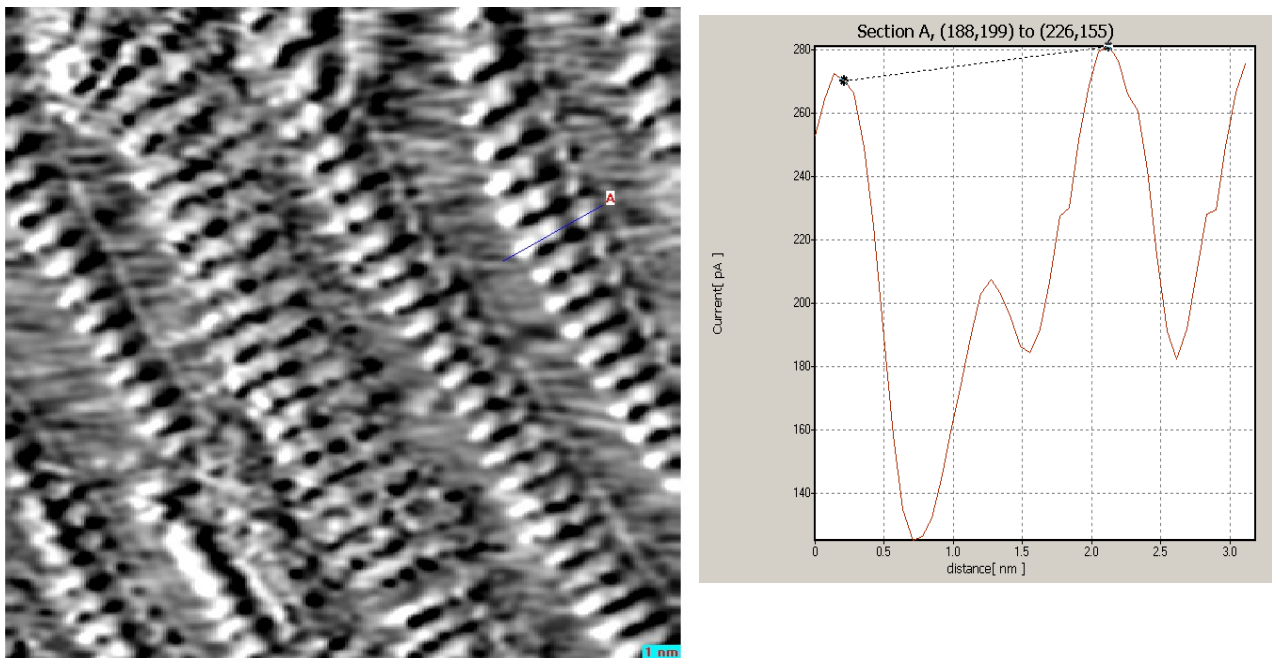 A
1 nm
Section A, (188,199) to (226,155)
Current[ pA ]
280
260
240
220
200
180
160
140
0 0.5 1.0 1.5 2.0 2.5 3.0
distance[ nm ]